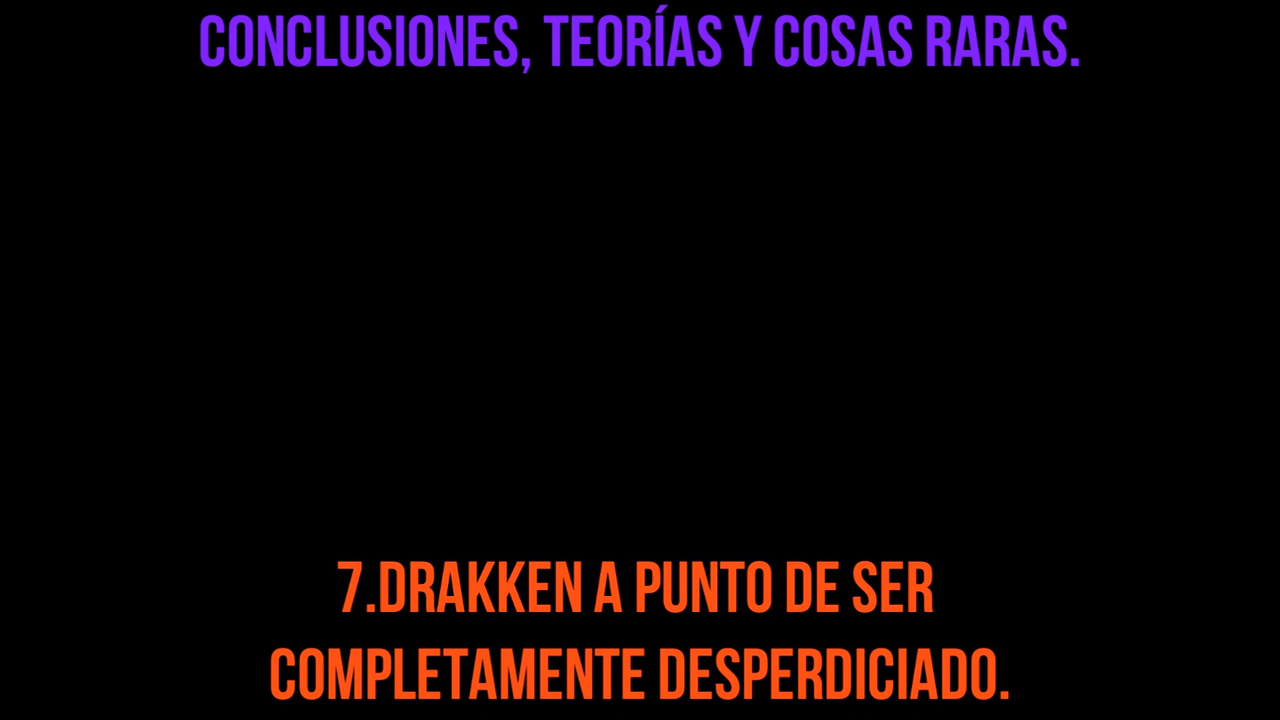 CONCLUSIONES, TEORÍAS Y COSAS RARAS.
7.DRAKKEN A PUNTO DE SER
COMPLETAMENTE DESPERDICIADO.